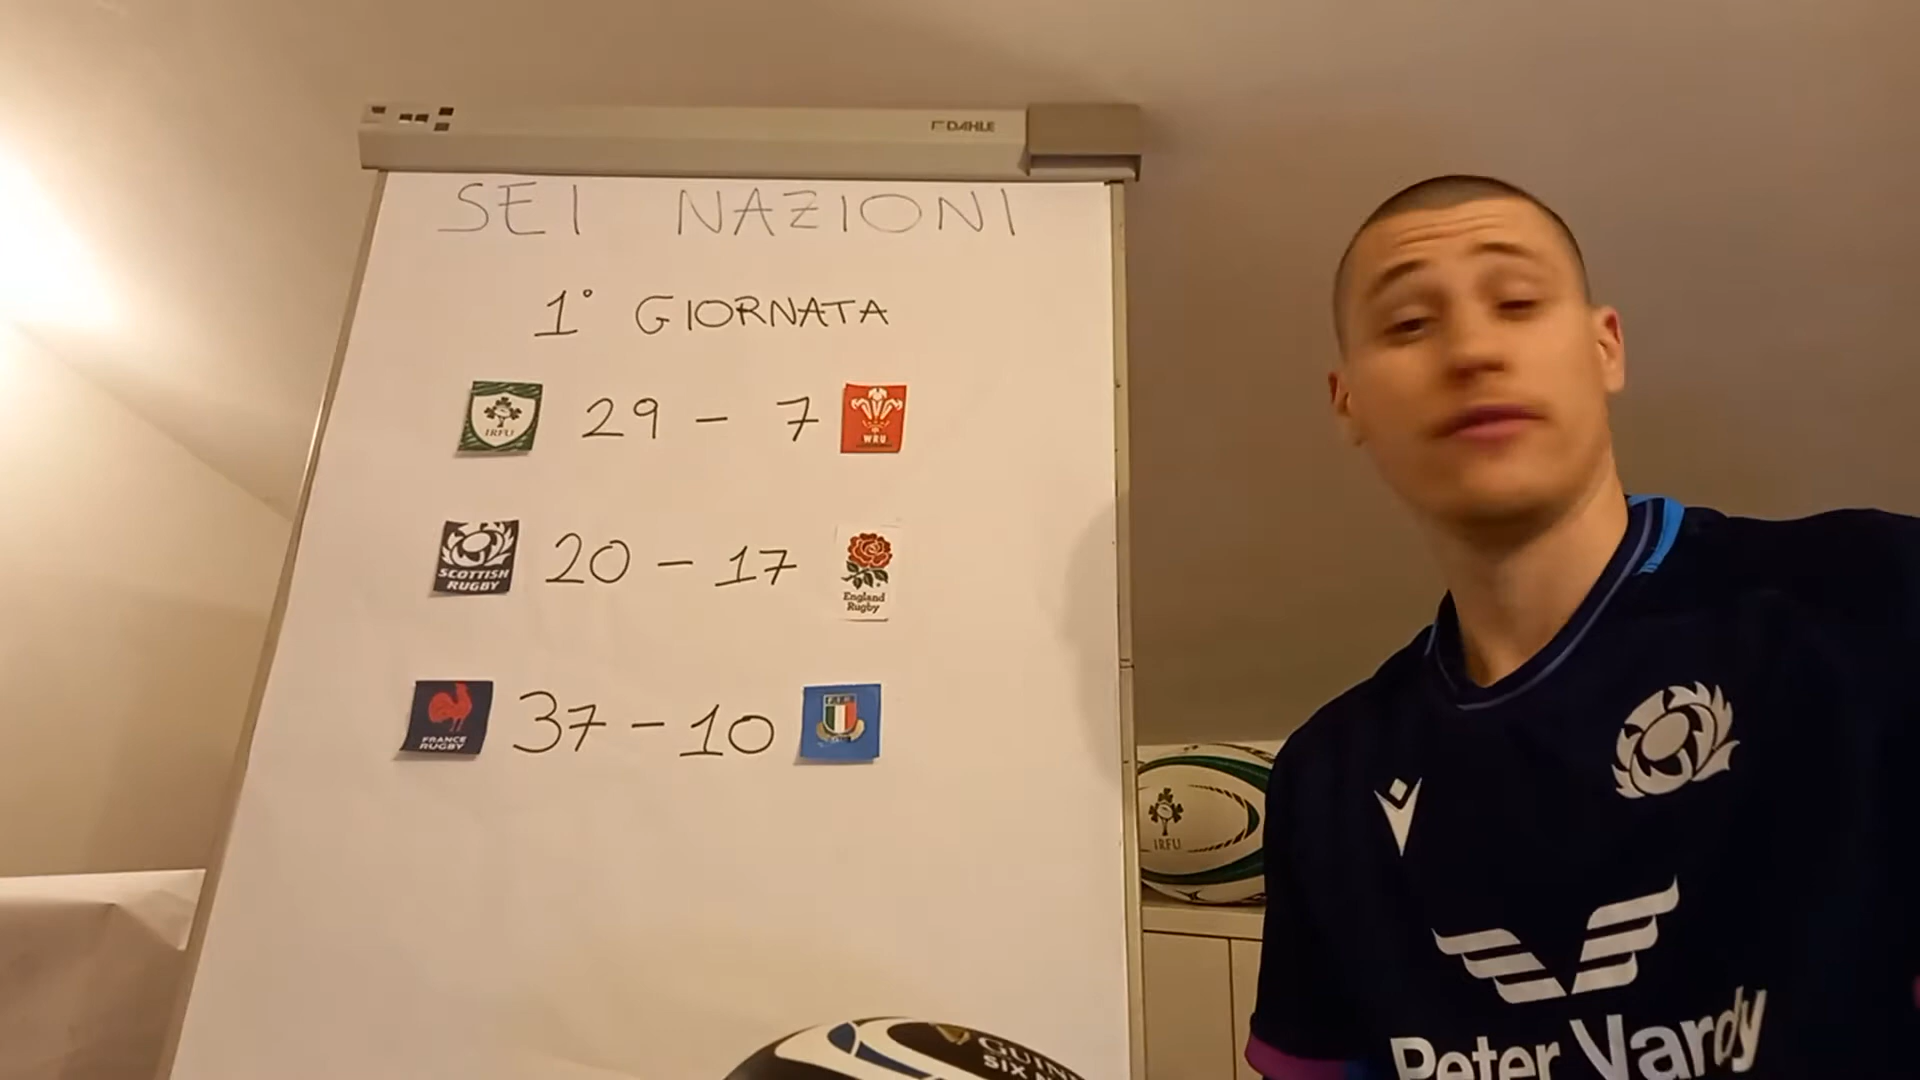 DAHLE
SEI NAZIONI
1° GIORNATA
IRFU 29 - 7 WRU
SCOTTISH RUGBY 20 - 17 England Rugby
FRANCE RUGBY 37 - 10
IRFU
SIX
Peter Vardy